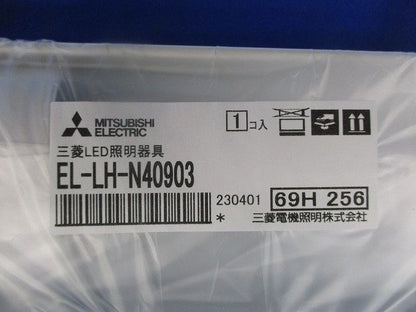 MITSUBISHI
ELECTRIC
1 コ入
三菱LED照明器具
EL-LH-N40903
230401 69H 256
*
三菱電機照明株式会社